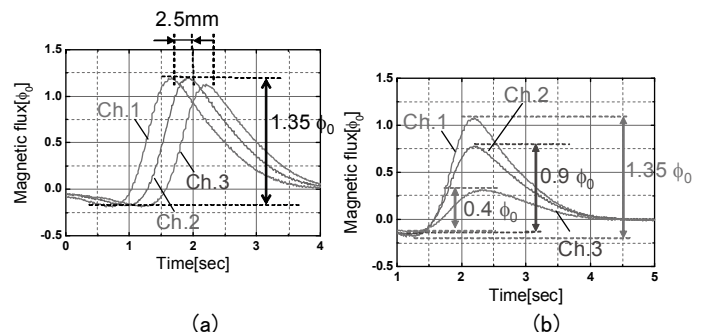 2.5mm
1.5
1.0
0.5
0.0
-0.5
Magnetic flux[ϕ₀]
Ch.1
Ch.2
Ch.3
1.35 ϕ₀
0 1 2 3 4
Time[sec]
(a)
1.5
1.0
0.5
0.0
-0.5
Magnetic flux[ϕ₀]
Ch.1
Ch.2
Ch.3
0.4 ϕ₀
0.9 ϕ₀
1.35 ϕ₀
1 2 3 4 5
Time[sec]
(b)